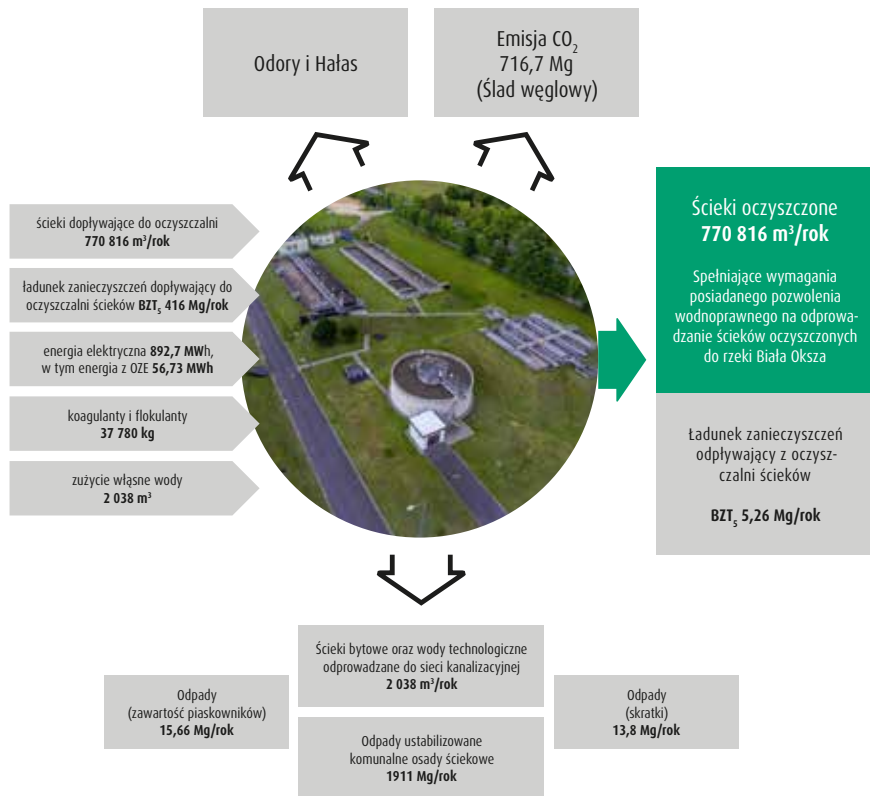 Odory i Hałas
Emisja CO₂
716,7 Mg
(Ślad węglowy)
ścieki dopływające do oczyszczalni
770 816 m³/rok
ładunek zanieczyszczeń dopływający do
oczyszczalni ścieków BZT₅ 416 Mg/rok
energia elektryczna 892,7 MWh,
w tym energia z OZE 56,73 MWh
koagulanty i flokulanty
37 780 kg
zużycie własne wody
2 038 m³
Ścieki oczyszczone
770 816 m³/rok
Spełniające wymagania
posiadanego pozwolenia
wodnoprawnego na odprowa-
dzanie ścieków oczyszczonych
do rzeki Biała Oksza
Ładunek zanieczyszczeń
odpływający z oczysz-
czalni ścieków
BZT₅ 5,26 Mg/rok
Odpady
(zawartość piaskowników)
15,66 Mg/rok
Ścieki bytowe oraz wody technologiczne
odprowadzane do sieci kanalizacyjnej
2 038 m³/rok
Odpady ustabilizowane
komunalne osady ściekowe
1911 Mg/rok
Odpady
(skratki)
13,8 Mg/rok